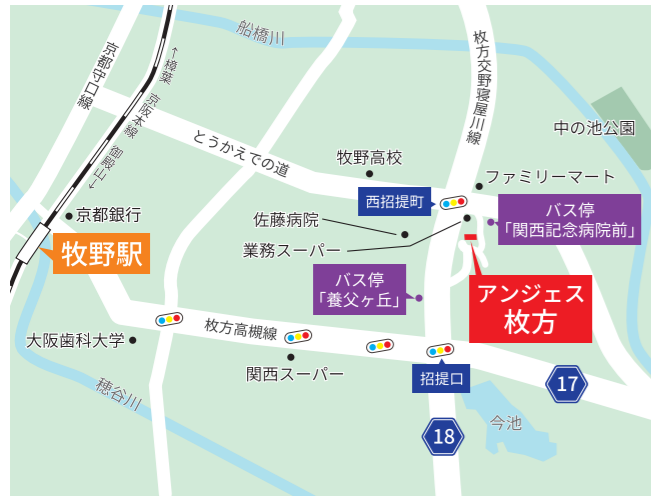 船橋川
枚方交野寝屋川線
京都守口線
←樟葉 京阪本線 御殿山→
中の池公園
とうかえでの道
牧野高校
ファミリーマート
西招提町
京都銀行
佐藤病院
バス停
「関西記念病院前」
業務スーパー
牧野駅
バス停
「養父ヶ丘」
アンジェス
枚方
枚方高槻線
大阪歯科大学
関西スーパー
招提口
17
穂谷川
今池
18